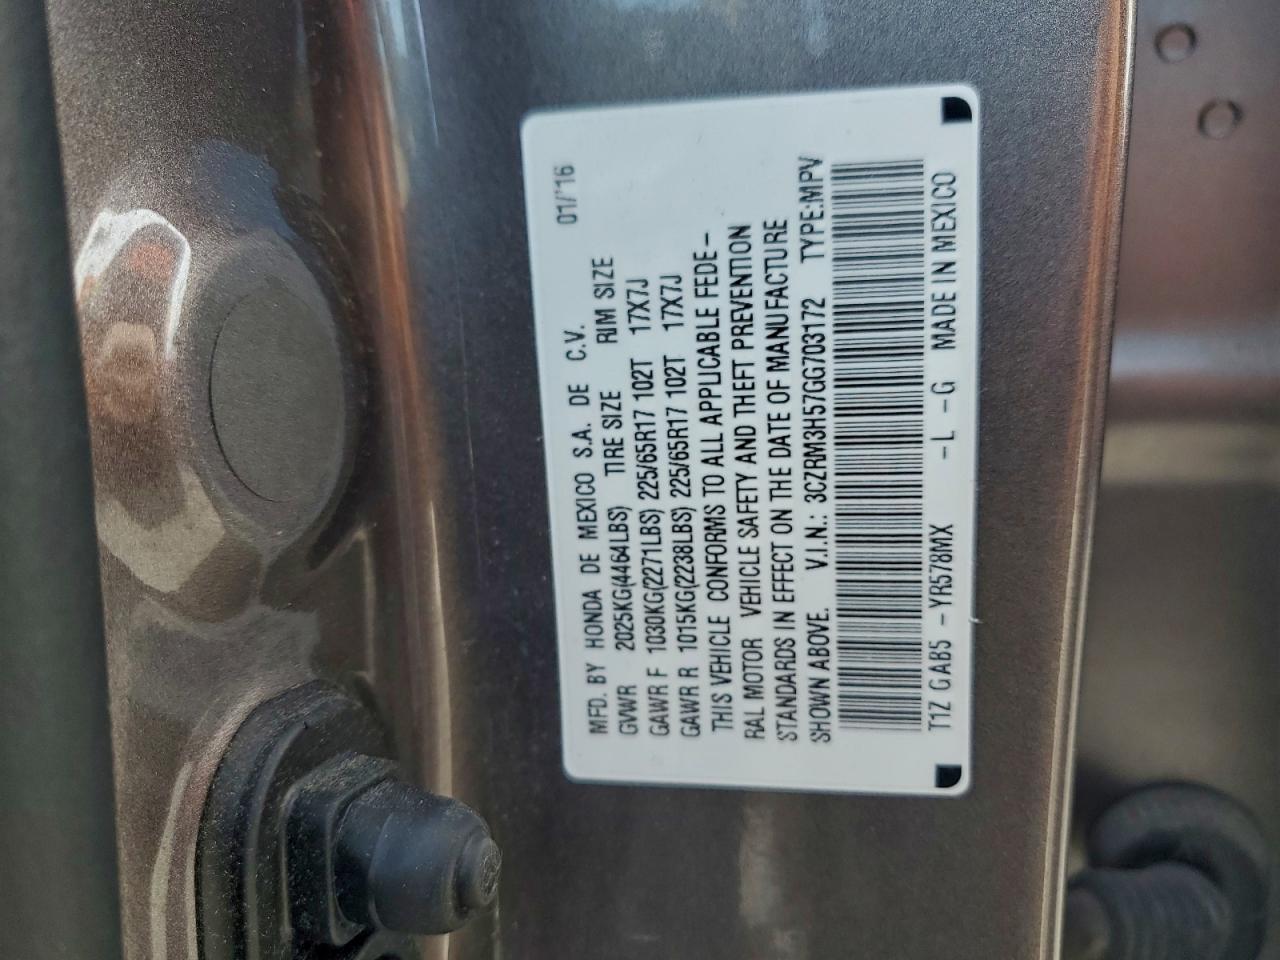 01/'16
MFD. BY HONDA DE MEXICO S.A. DE C.V.
GVWR 2025KG(4464LBS) TIRE SIZE RIM SIZE
GAWR F 1030KG(2271LBS) 225/65R17 102T 17X7J
GAWR R 1015KG(2238LBS) 225/65R17 102T 17X7J
THIS VEHICLE CONFORMS TO ALL APPLICABLE FEDE-
RAL MOTOR VEHICLE SAFETY AND THEFT PREVENTION
STANDARDS IN EFFECT ON THE DATE OF MANUFACTURE
SHOWN ABOVE. V.I.N.: 3CZRM3H57GG703172 TYPE:MPV
T1Z GAB5 - YR578MX -L -G MADE IN MEXICO